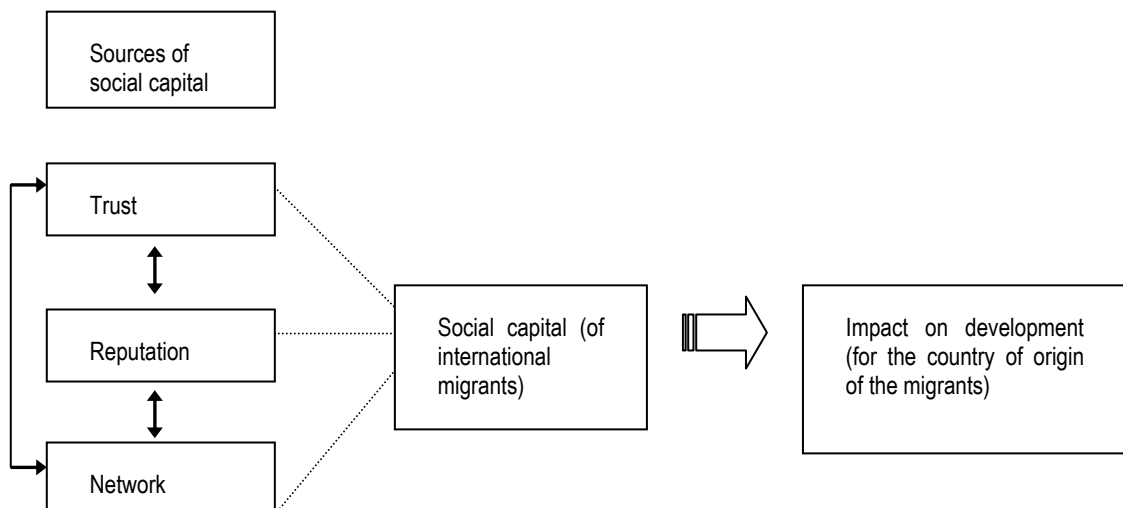 Sources of
social capital
Trust
Reputation
Network
Social capital (of
international
migrants)
Impact on development
(for the country of origin
of the migrants)